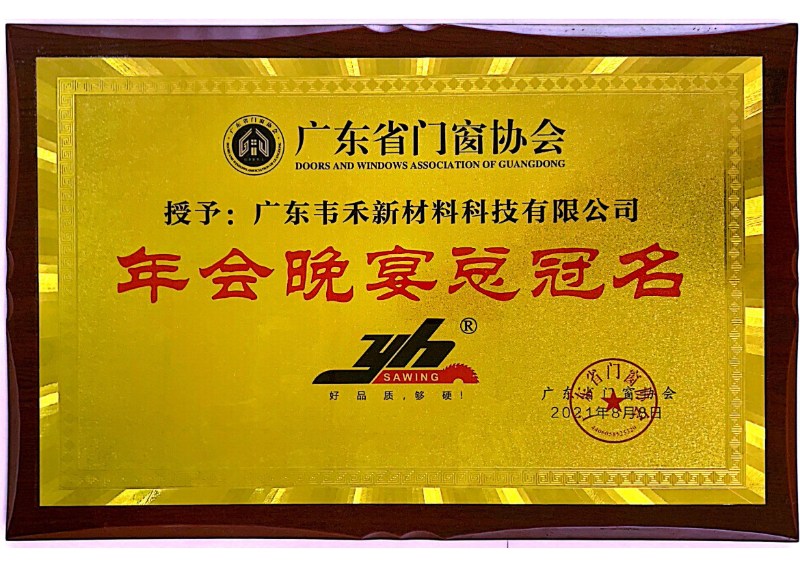 广东省门窗协会
DOORS AND WINDOWS ASSOCIATION OF GUANGDONG
授予：广东韦禾新材料科技有限公司
年会晚宴总冠名
yh®
SAWING
好品质，够硬！
广东省门窗协会
2021年8月8日